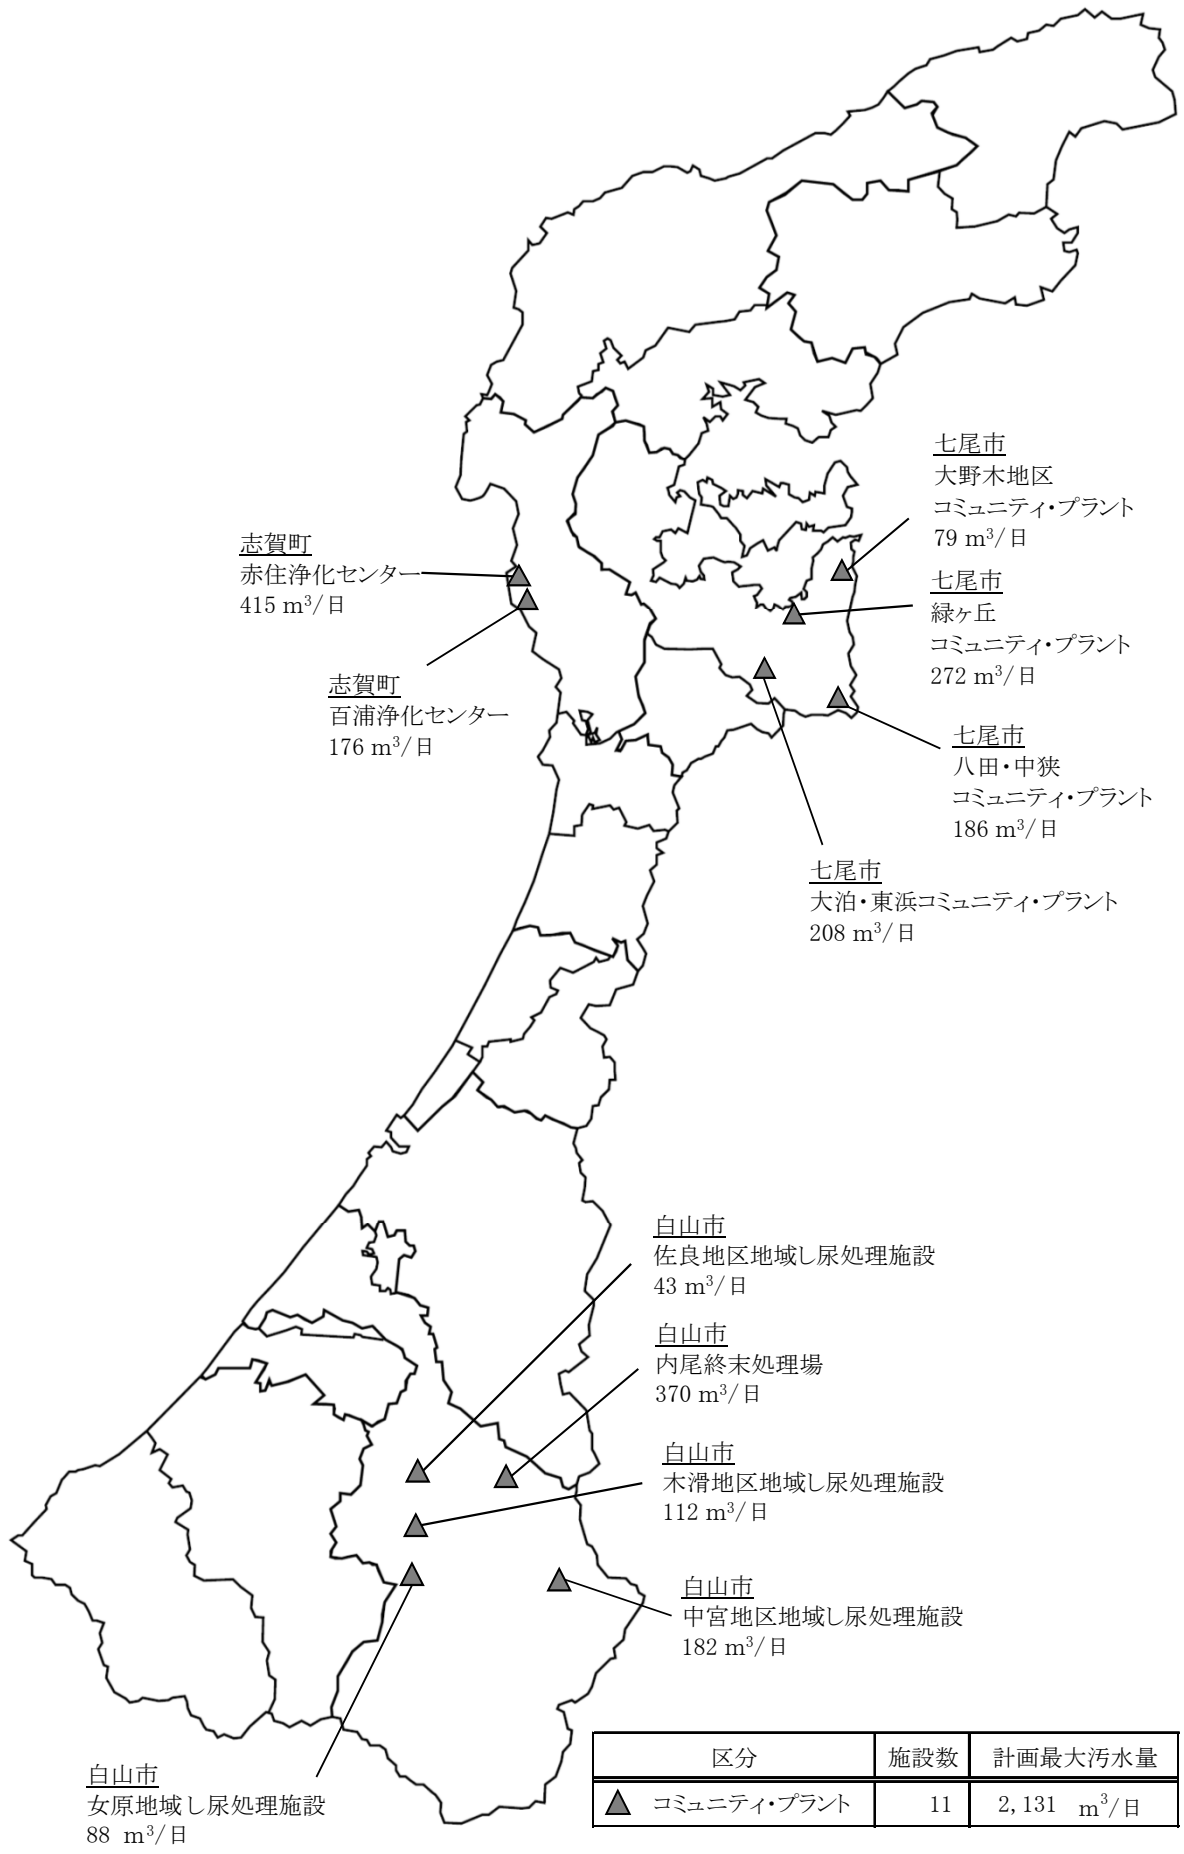 七尾市
大野木地区
コミュニティ・プラント
79 m³/日
七尾市
緑ヶ丘
コミュニティ・プラント
272 m³/日
七尾市
八田・中狭
コミュニティ・プラント
186 m³/日
七尾市
大泊・東浜コミュニティ・プラント
208 m³/日
志賀町
赤住浄化センター
415 m³/日
志賀町
百浦浄化センター
176 m³/日
白山市
佐良地区地域し尿処理施設
43 m³/日
白山市
内尾終末処理場
370 m³/日
白山市
木滑地区地域し尿処理施設
112 m³/日
白山市
中宮地区地域し尿処理施設
182 m³/日
白山市
女原地域し尿処理施設
88 m³/日
区分 施設数 計画最大汚水量
コミュニティ・プラント 11 2,131 m³/日